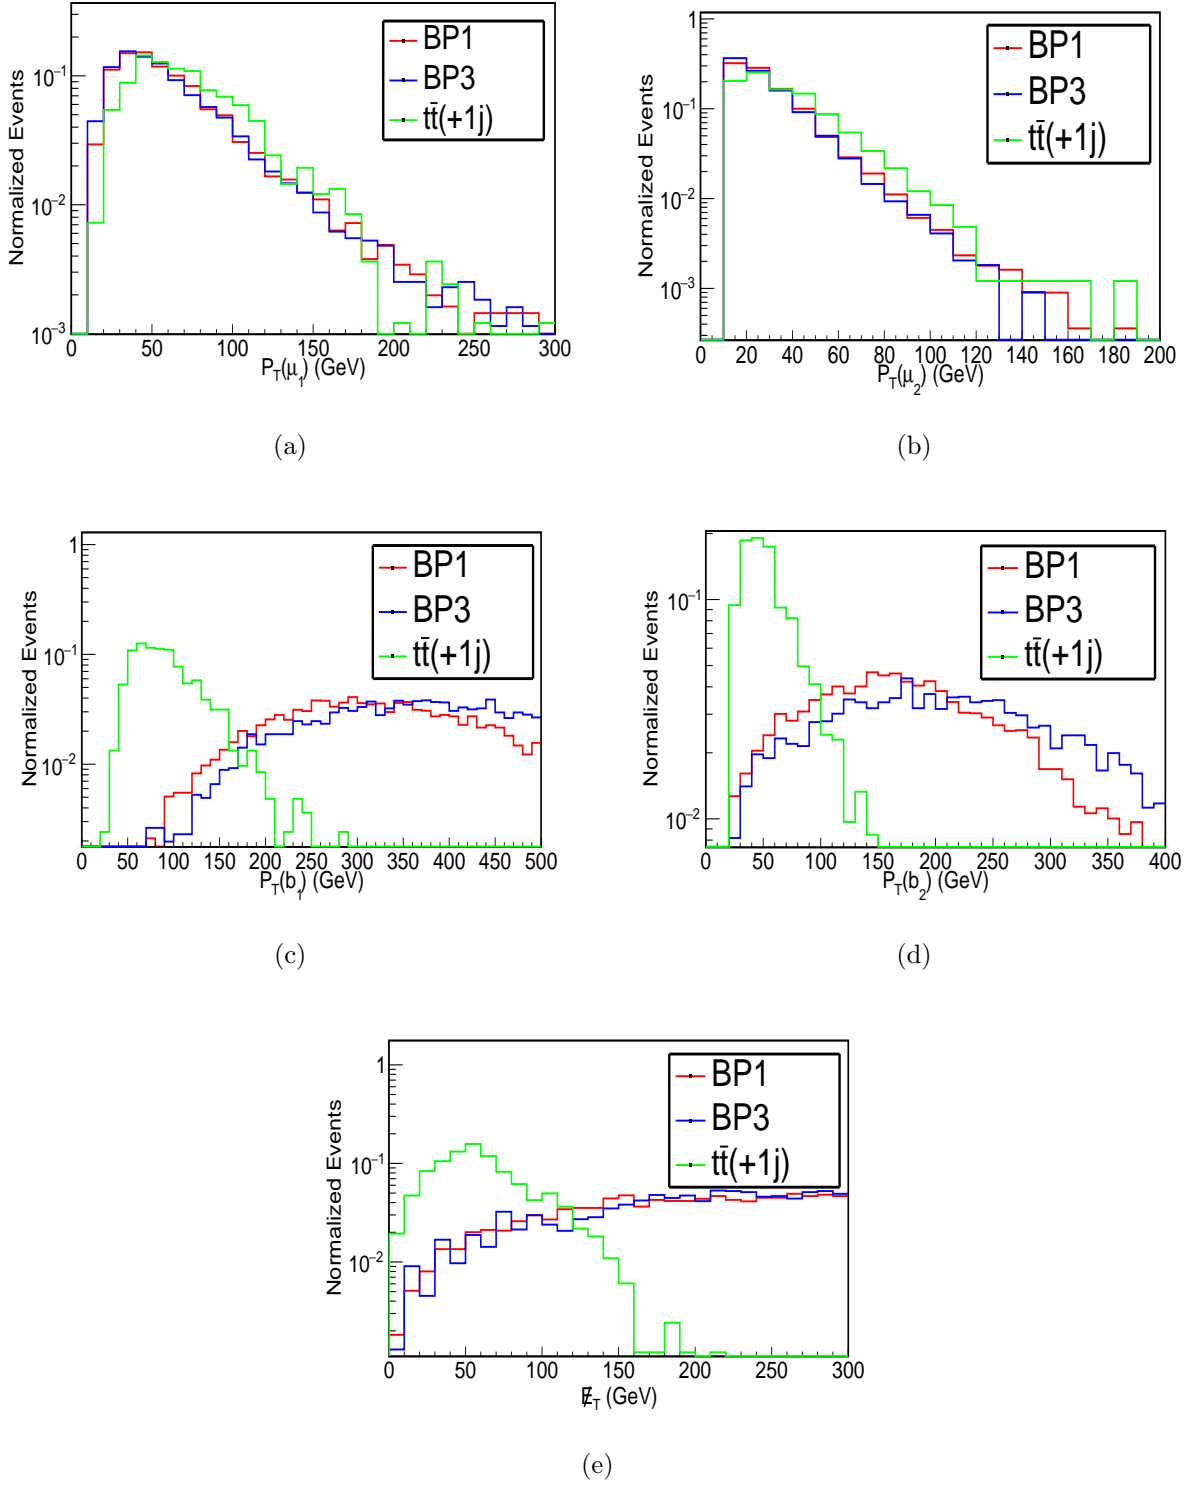 Normalized Events
10⁻¹
10⁻²
10⁻³
BP1
BP3
tt̄(+1j)
0 50 100 150 200 250 300
P_T(μ_1) (GeV)
(a)
Normalized Events
1
10⁻¹
10⁻²
10⁻³
BP1
BP3
tt̄(+1j)
0 20 40 60 80 100 120 140 160 180 200
P_T(μ_2) (GeV)
(b)
Normalized Events
1
10⁻¹
10⁻²
BP1
BP3
tt̄(+1j)
0 50 100 150 200 250 300 350 400 450 500
P_T(b_1) (GeV)
(c)
Normalized Events
10⁻¹
10⁻²
BP1
BP3
tt̄(+1j)
0 50 100 150 200 250 300 350 400
P_T(b_2) (GeV)
(d)
Normalized Events
1
10⁻¹
10⁻²
BP1
BP3
tt̄(+1j)
0 50 100 150 200 250 300
E̸_T (GeV)
(e)